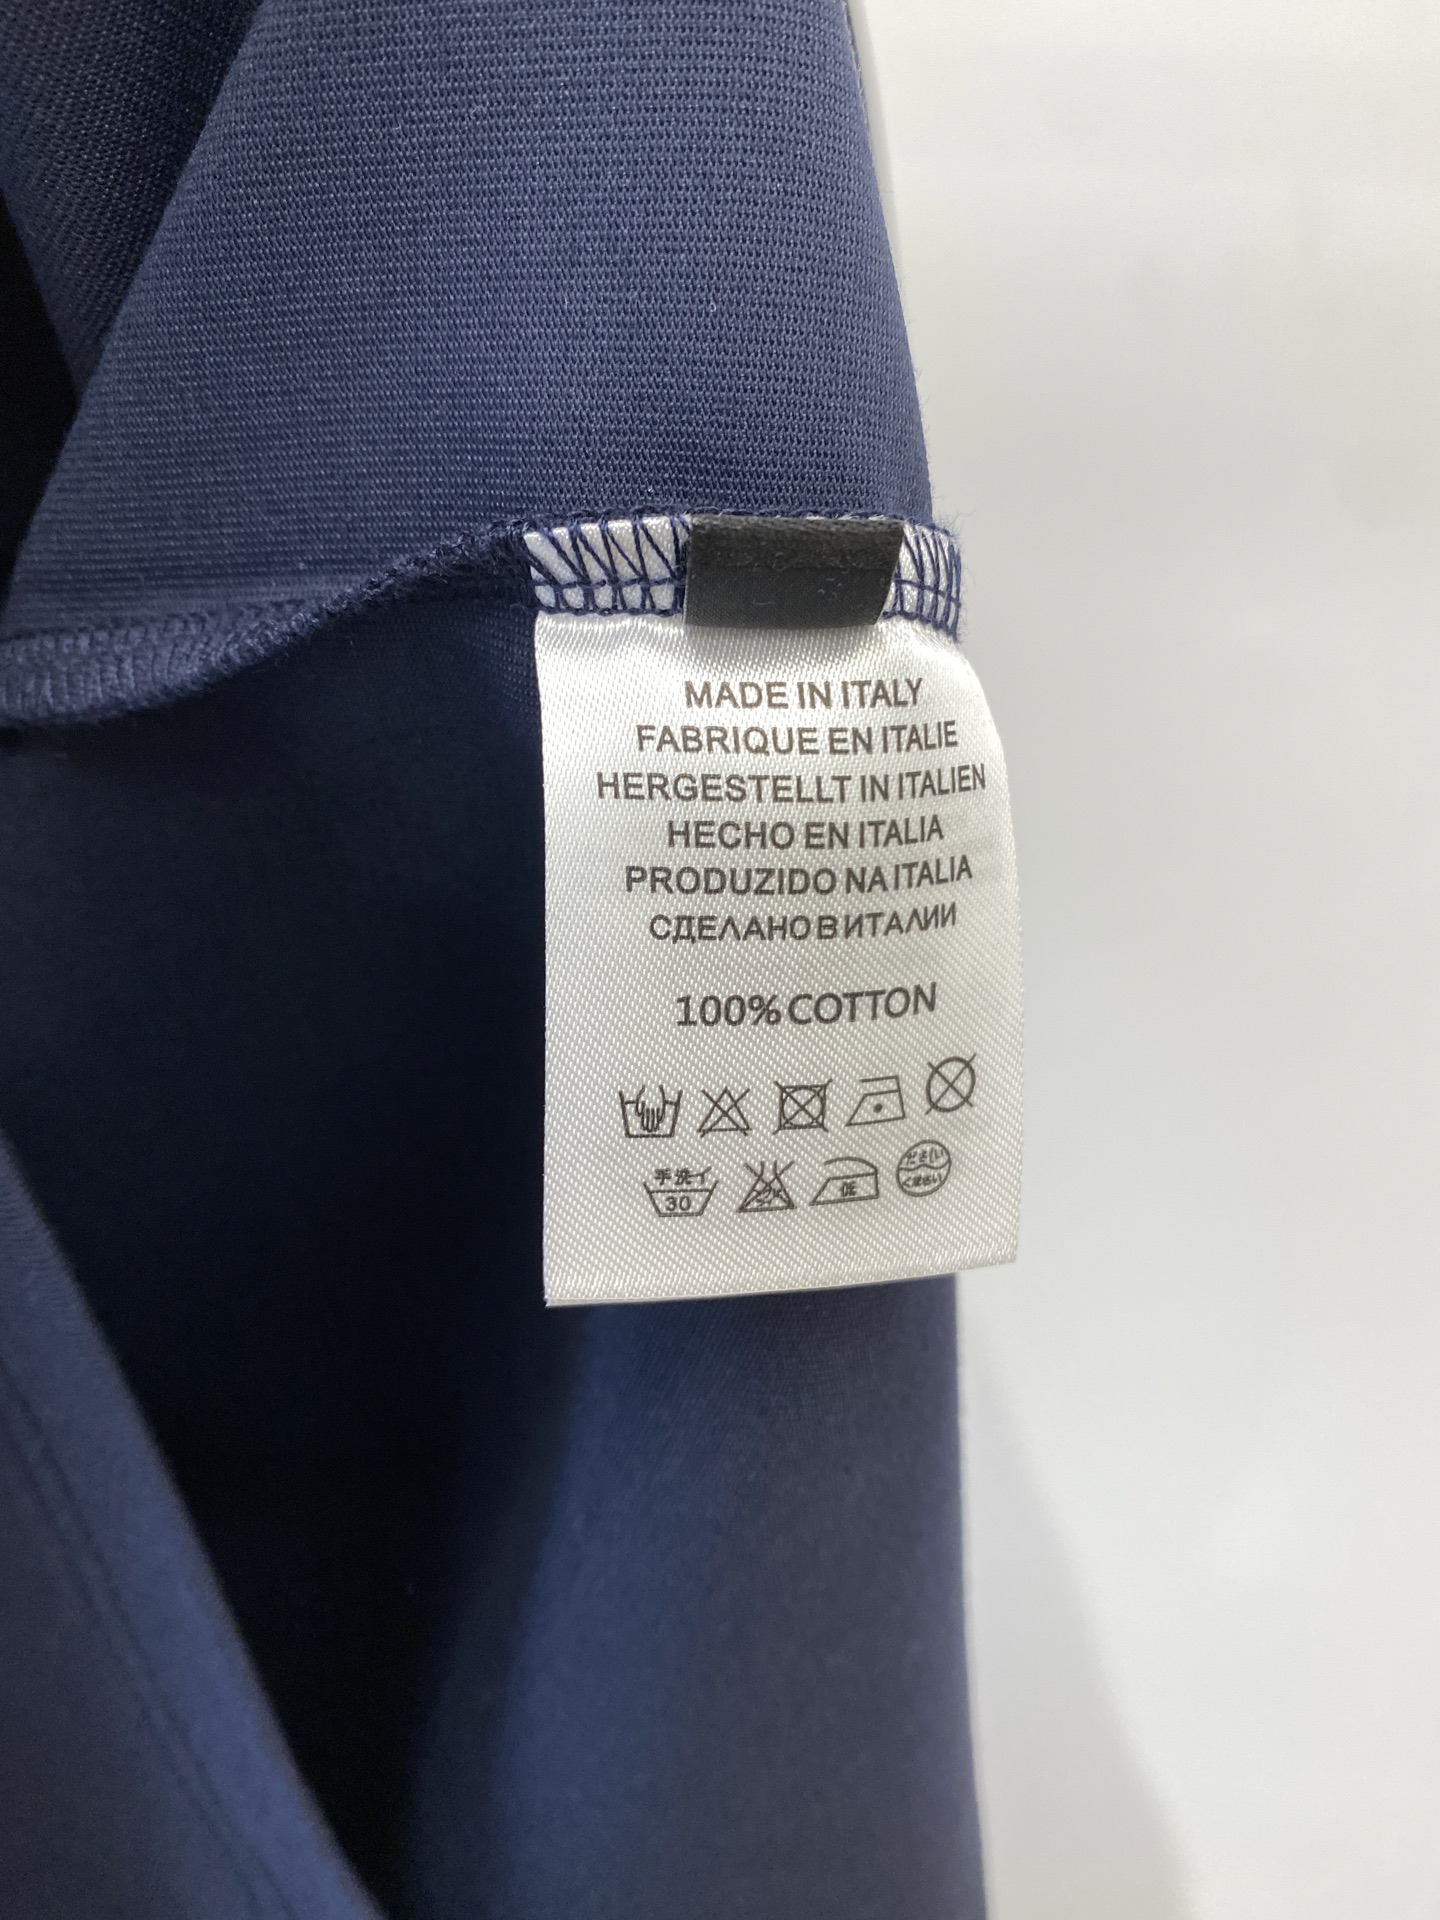 MADE IN ITALY
FABRIQUE EN ITALIE
HERGESTELLT IN ITALIEN
HECHO EN ITALIA
PRODUZIDO NA ITALIA
СДЕЛАНО В ИТАЛИИ
100% COTTON
手洗イ
30
低